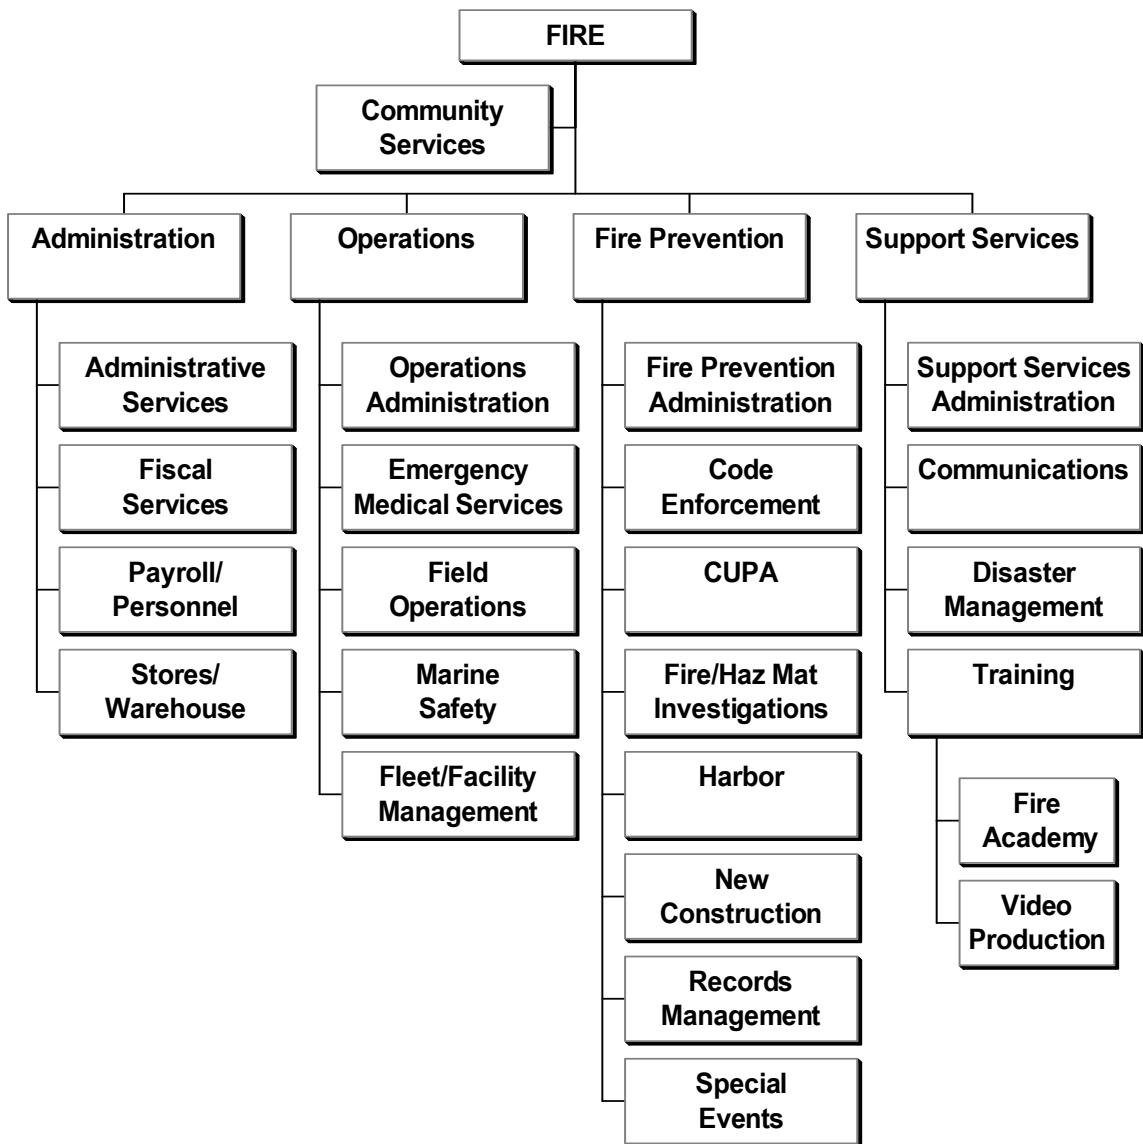 FIRE
Community
Services
Administration
Operations
Fire Prevention
Support Services
Administrative
Services
Fiscal
Services
Payroll/
Personnel
Stores/
Warehouse
Operations
Administration
Emergency
Medical Services
Field
Operations
Marine
Safety
Fleet/Facility
Management
Fire Prevention
Administration
Code
Enforcement
CUPA
Fire/Haz Mat
Investigations
Harbor
New
Construction
Records
Management
Special
Events
Support Services
Administration
Communications
Disaster
Management
Training
Fire
Academy
Video
Production